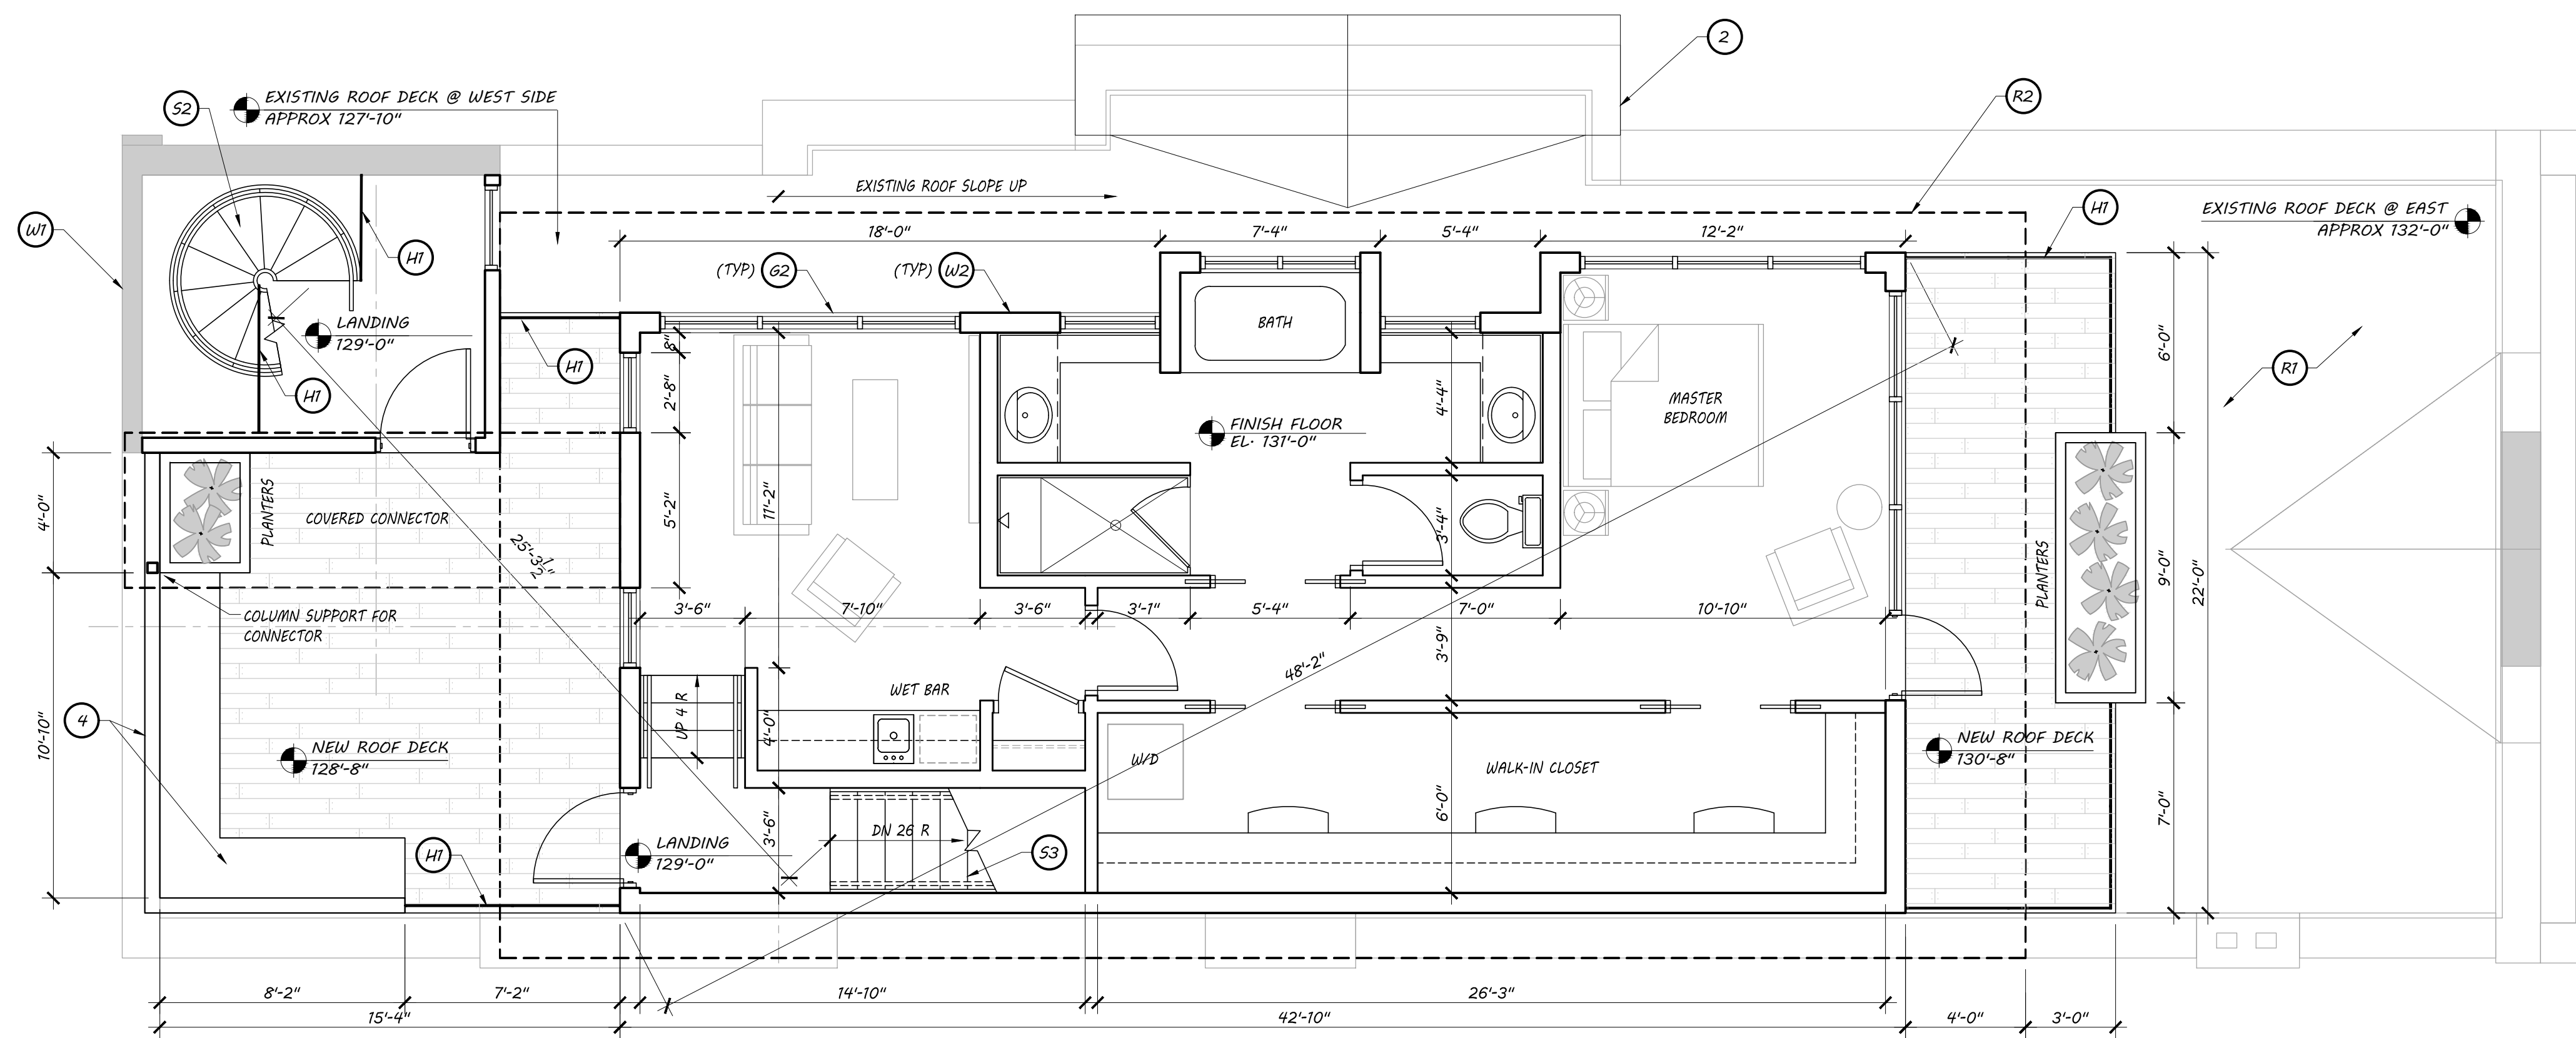 2
S2
EXISTING ROOF DECK @ WEST SIDE
APPROX 127'-10"
R2
EXISTING ROOF SLOPE UP
W1
H1
H1
EXISTING ROOF DECK @ EAST
APPROX 132'-0"
18'-0"
7'-4"
5'-4"
12'-2"
(TYP) G2
(TYP) W2
LANDING
129'-0"
H1
H1
8"
2'-8"
5'-2"
11'-2"
BATH
FINISH FLOOR
EL. 131'-0"
4'-4"
3'-4"
MASTER
BEDROOM
6'-0"
9'-0"
22'-0"
7'-0"
R1
4'-0"
PLANTERS
COVERED CONNECTOR
25'-3 1/2"
PLANTERS
COLUMN SUPPORT FOR
CONNECTOR
3'-6"
7'-10"
3'-6"
3'-1"
5'-4"
7'-0"
10'-10"
3'-9"
48'-2"
10'-10"
4
NEW ROOF DECK
128'-8"
UP 4 R
WET BAR
4'-0"
W/D
WALK-IN CLOSET
NEW ROOF DECK
130'-8"
6'-0"
H1
LANDING
129'-0"
3'-6"
DN 26 R
S3
8'-2"
7'-2"
14'-10"
26'-3"
15'-4"
42'-10"
4'-0"
3'-0"